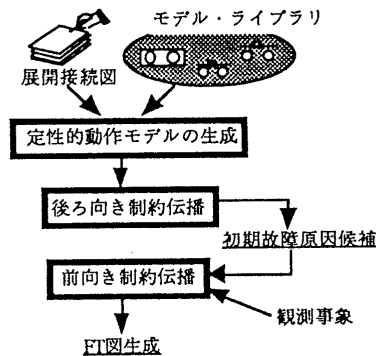 モデル・ライブラリ
展開接続図
定性的動作モデルの生成
後ろ向き制約伝播
初期故障原因候補
前向き制約伝播
観測事象
FT図生成